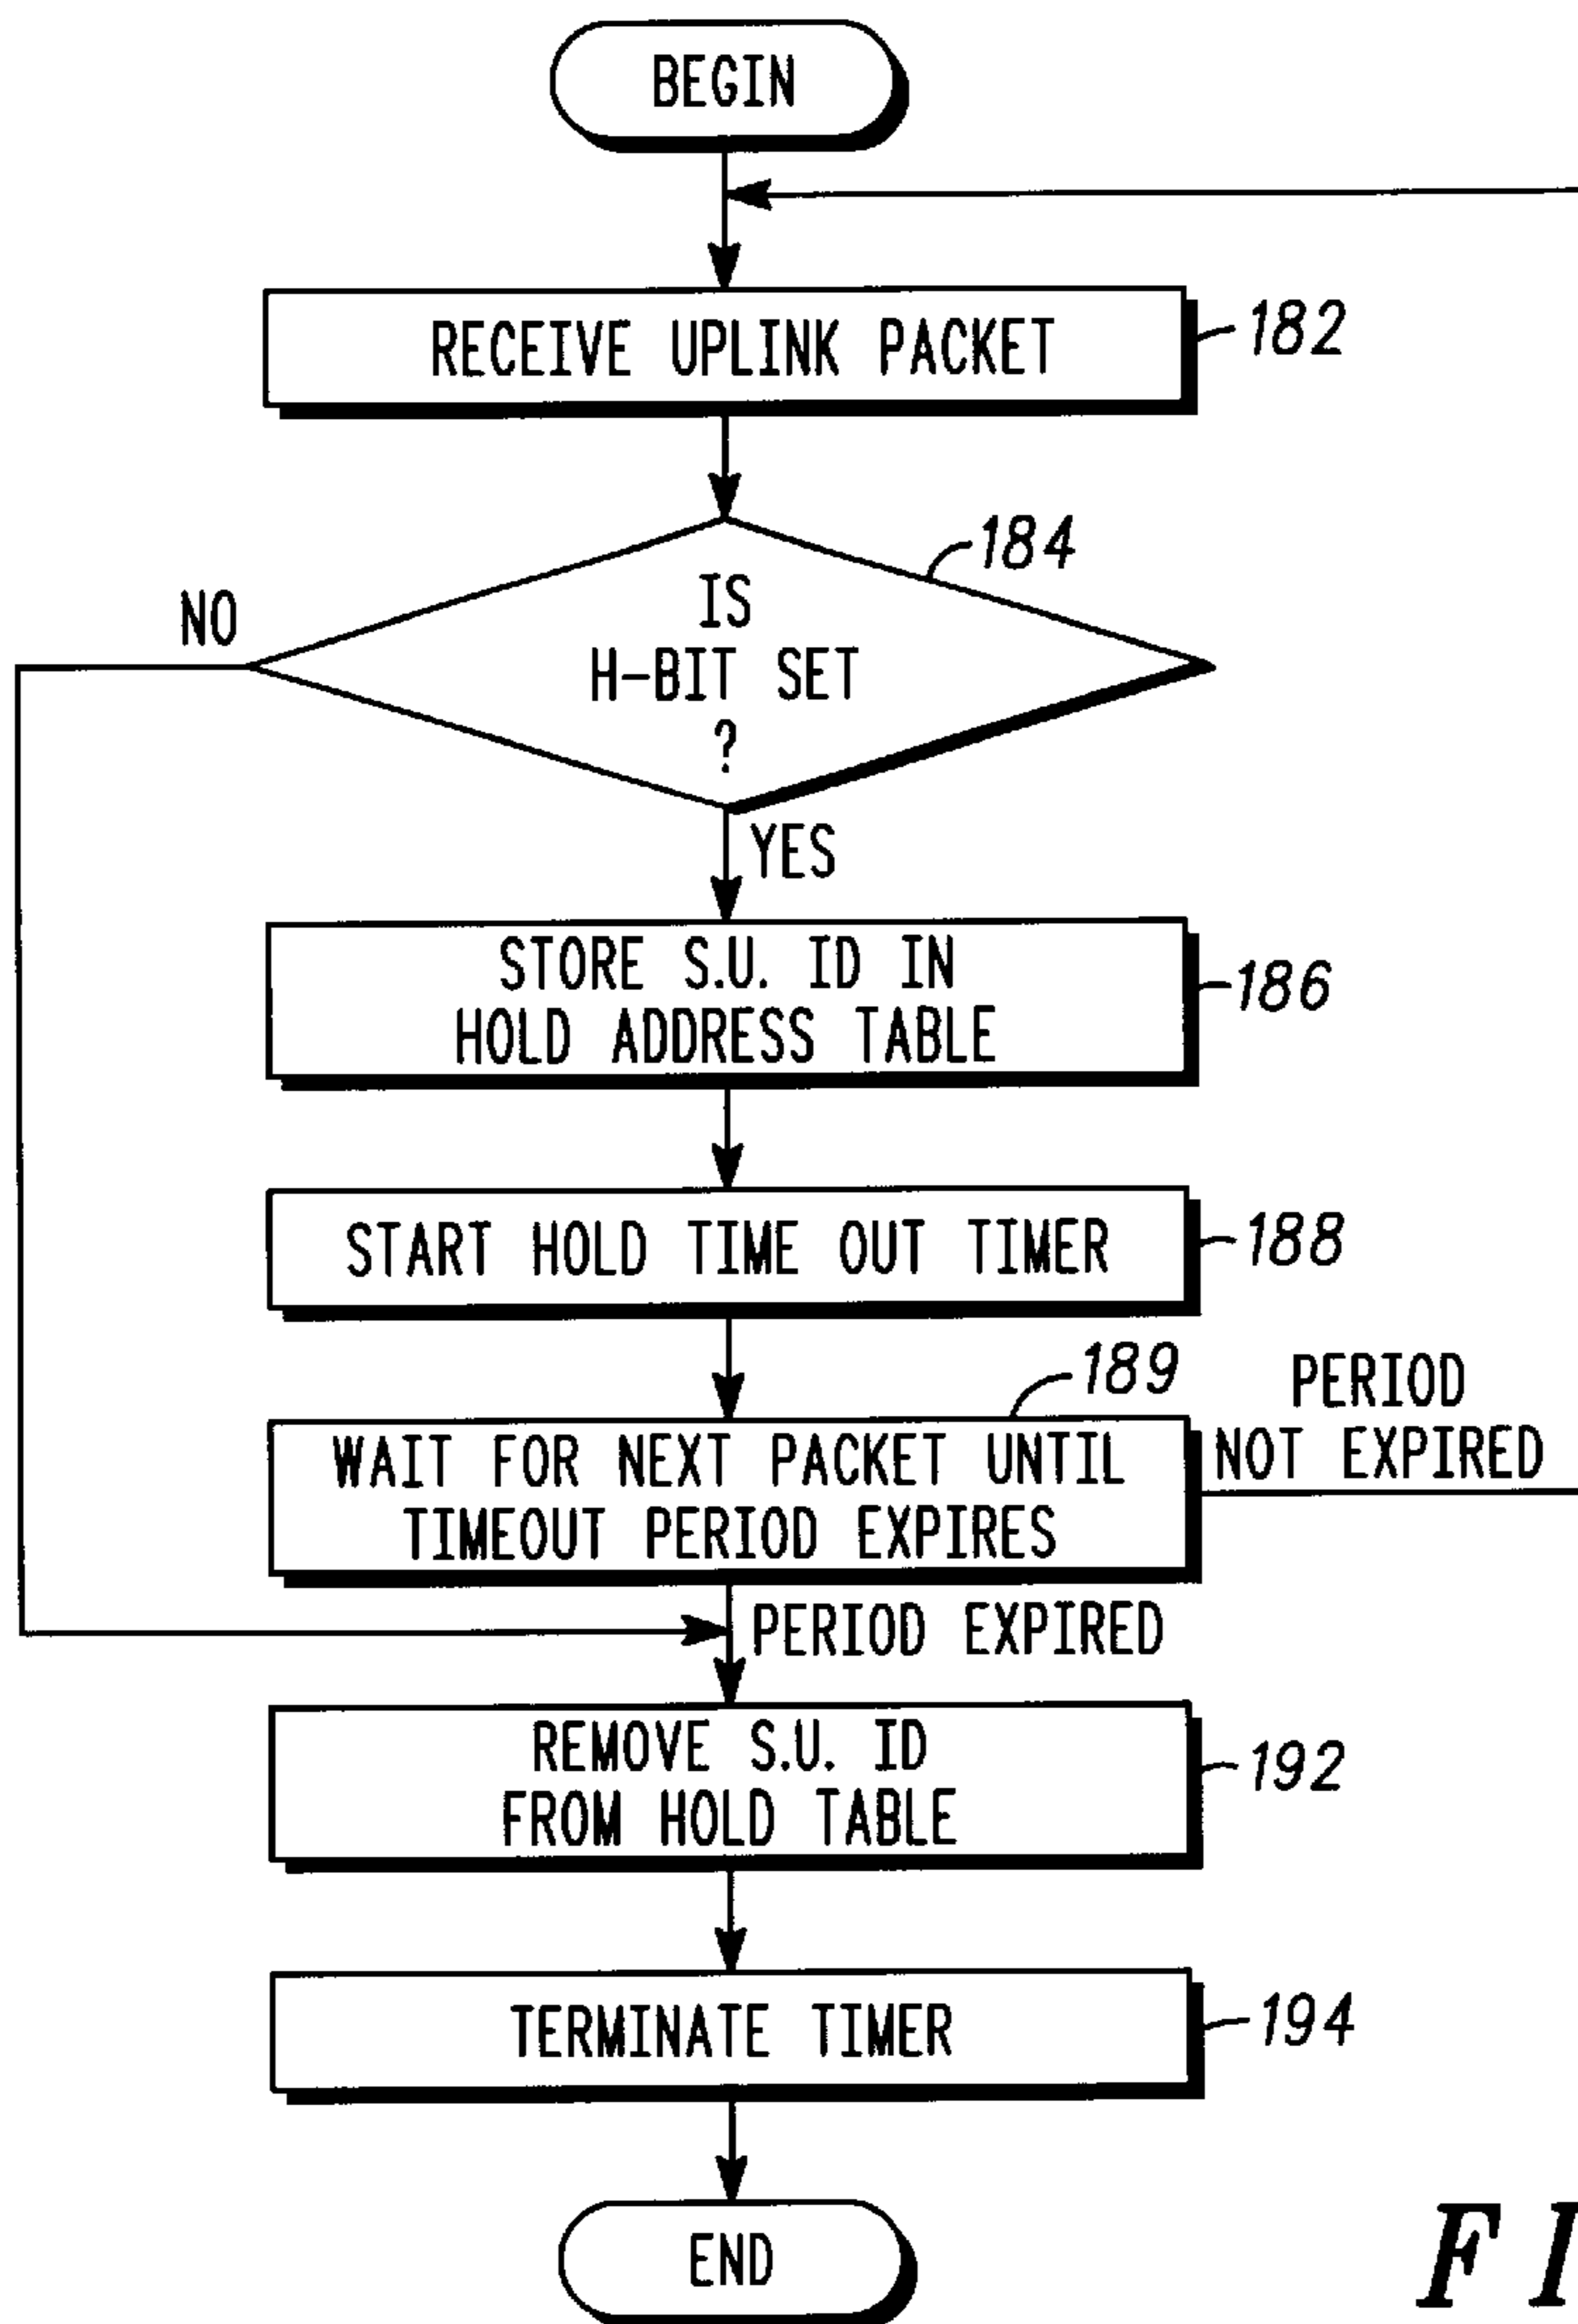 BEGIN
RECEIVE UPLINK PACKET
182
184
IS
H-BIT SET
?
NO
YES
STORE S.U. ID IN
HOLD ADDRESS TABLE
186
START HOLD TIME OUT TIMER
188
189
PERIOD
NOT EXPIRED
WAIT FOR NEXT PACKET UNTIL
TIMEOUT PERIOD EXPIRES
PERIOD EXPIRED
REMOVE S.U. ID
FROM HOLD TABLE
192
TERMINATE TIMER
194
END
FI